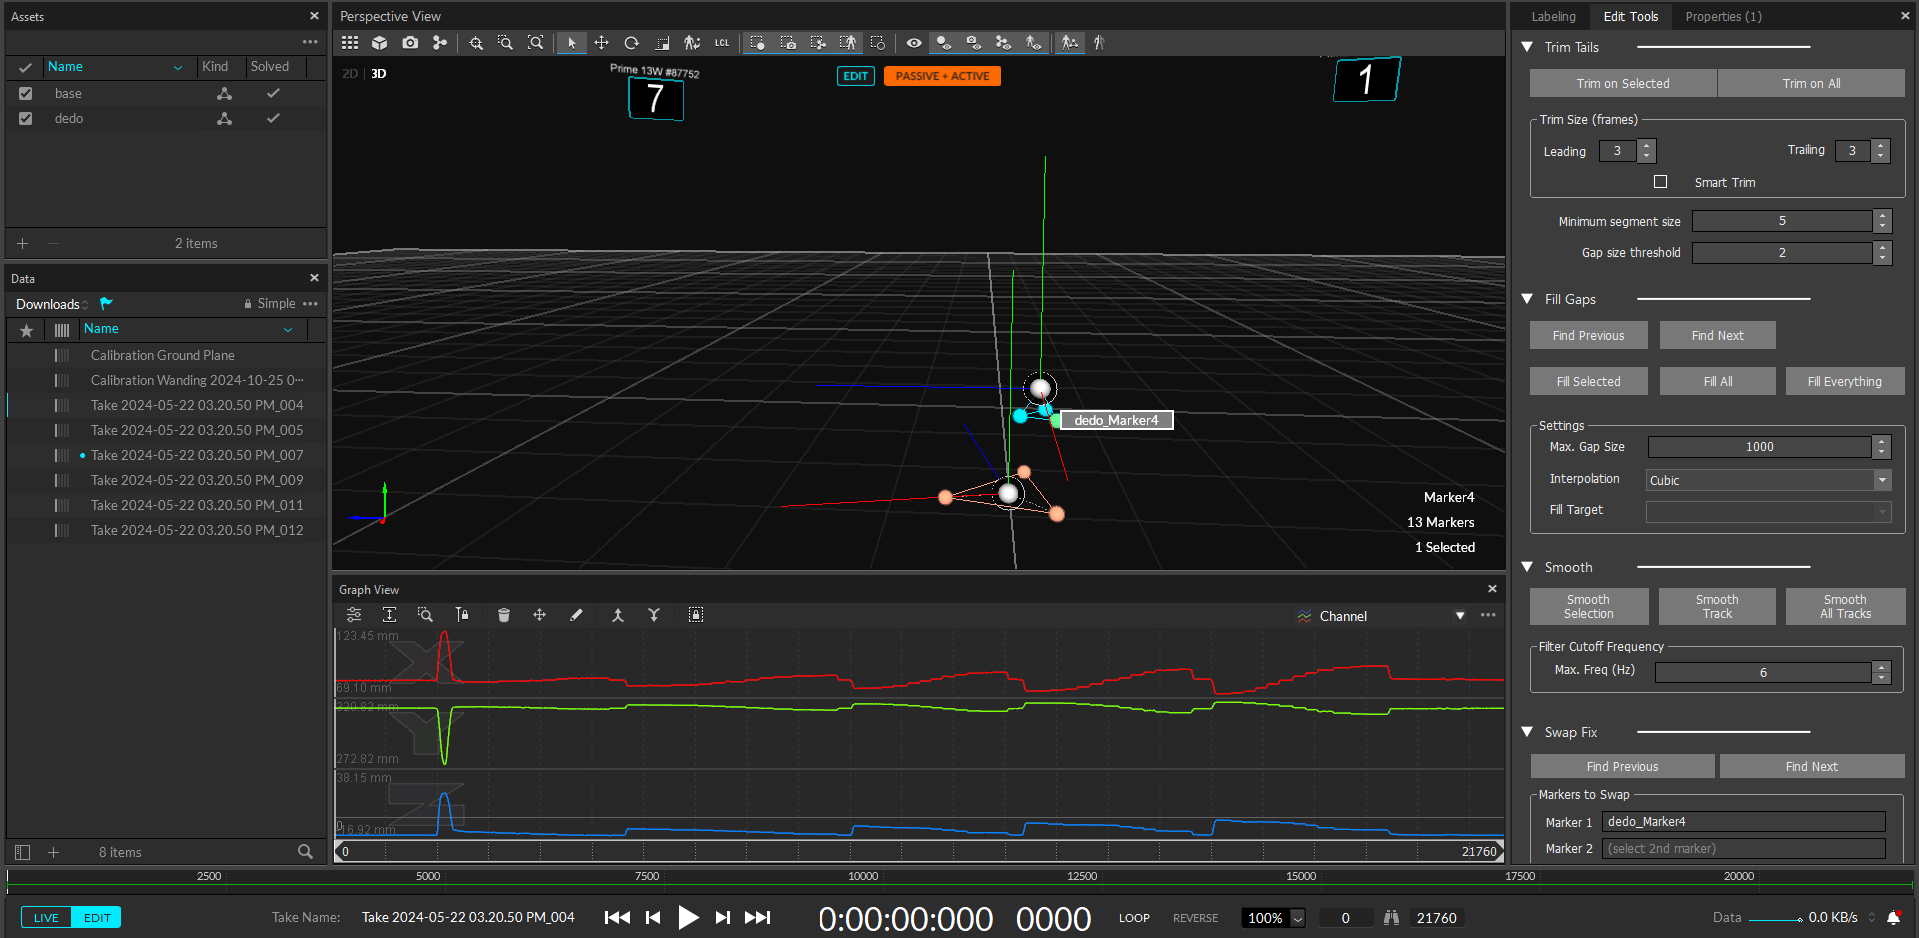 Assets
Name Kind Solved
base
dedo
2 items
Data
Downloads Simple
Name
Calibration Ground Plane
Calibration Wanding 2024-10-25 0···
Take 2024-05-22 03.20.50 PM_004
Take 2024-05-22 03.20.50 PM_005
Take 2024-05-22 03.20.50 PM_007
Take 2024-05-22 03.20.50 PM_009
Take 2024-05-22 03.20.50 PM_011
Take 2024-05-22 03.20.50 PM_012
8 items
Perspective View
LCL
2D | 3D
EDIT PASSIVE + ACTIVE
Prime 13W #87752
7
1
dedo_Marker4
Marker4
13 Markers
1 Selected
Graph View
Channel
123.45 mm
X
69.10 mm
Y
272.82 mm
38.15 mm
Z
0
0 21760
Labeling Edit Tools Properties (1)
Trim Tails
Trim on Selected Trim on All
Trim Size (frames)
Leading 3 Trailing 3
Smart Trim
Minimum segment size 5
Gap size threshold 2
Fill Gaps
Find Previous Find Next
Fill Selected Fill All Fill Everything
Settings
Max. Gap Size 1000
Interpolation Cubic
Fill Target
Smooth
Smooth Selection Smooth Track Smooth All Tracks
Filter Cutoff Frequency
Max. Freq (Hz) 6
Swap Fix
Find Previous Find Next
Markers to Swap
Marker 1 dedo_Marker4
Marker 2 (select 2nd marker)
2500 5000 7500 10000 12500 15000 17500 20000
LIVE EDIT Take Name: Take 2024-05-22 03.20.50 PM_004 0:00:00:000 0000 LOOP REVERSE 100% 0 21760 Data 0.0 KB/s